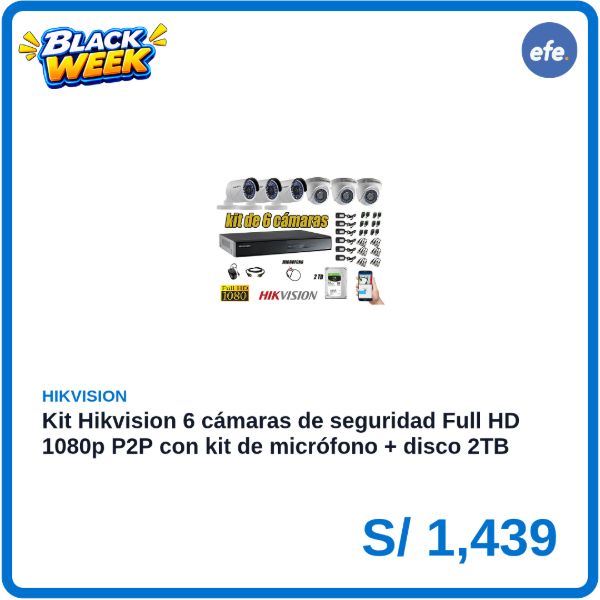 BLACK
WEEK
efe.
kit de 6 cámaras
MICROFONO
2 TB
Full HD
1080
HIKVISION
HIKVISION
Kit Hikvision 6 cámaras de seguridad Full HD
1080p P2P con kit de micrófono + disco 2TB
S/ 1,439